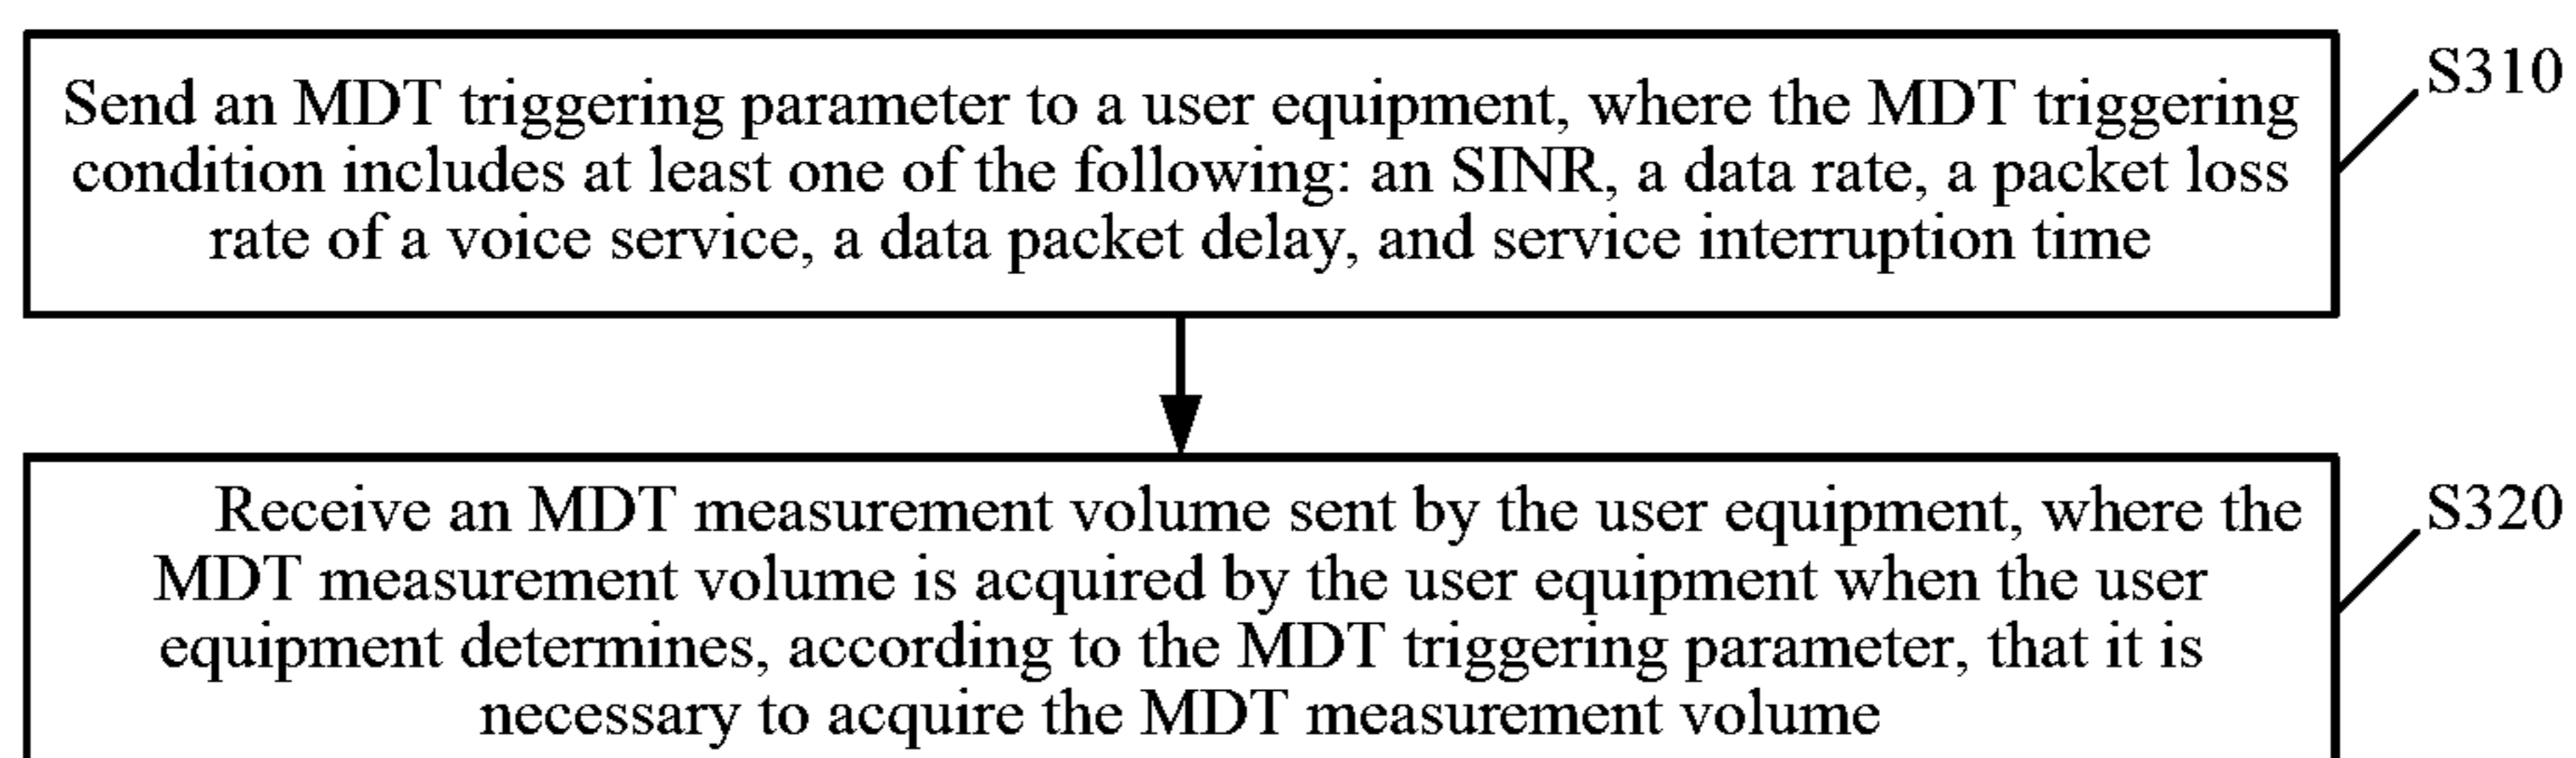 Send an MDT triggering parameter to a user equipment, where the MDT triggering
condition includes at least one of the following: an SINR, a data rate, a packet loss
rate of a voice service, a data packet delay, and service interruption time
S310
Receive an MDT measurement volume sent by the user equipment, where the
MDT measurement volume is acquired by the user equipment when the user
equipment determines, according to the MDT triggering parameter, that it is
necessary to acquire the MDT measurement volume
S320